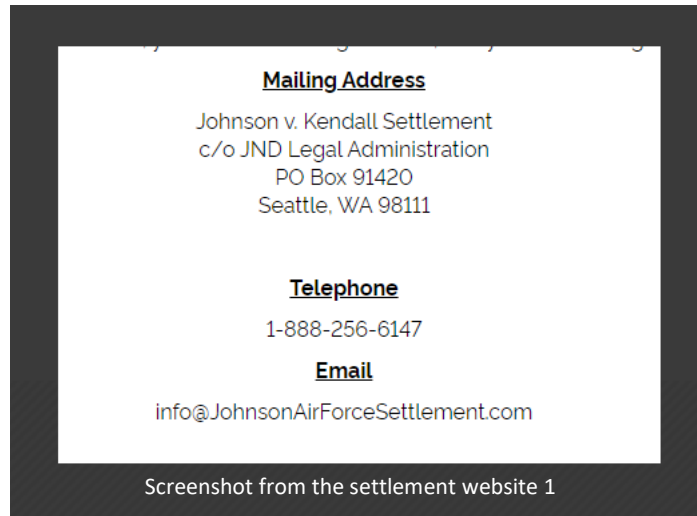 Mailing Address
Johnson v. Kendall Settlement
c/o JND Legal Administration
PO Box 91420
Seattle, WA 98111
Telephone
1-888-256-6147
Email
info@JohnsonAirForceSettlement.com
Screenshot from the settlement website 1